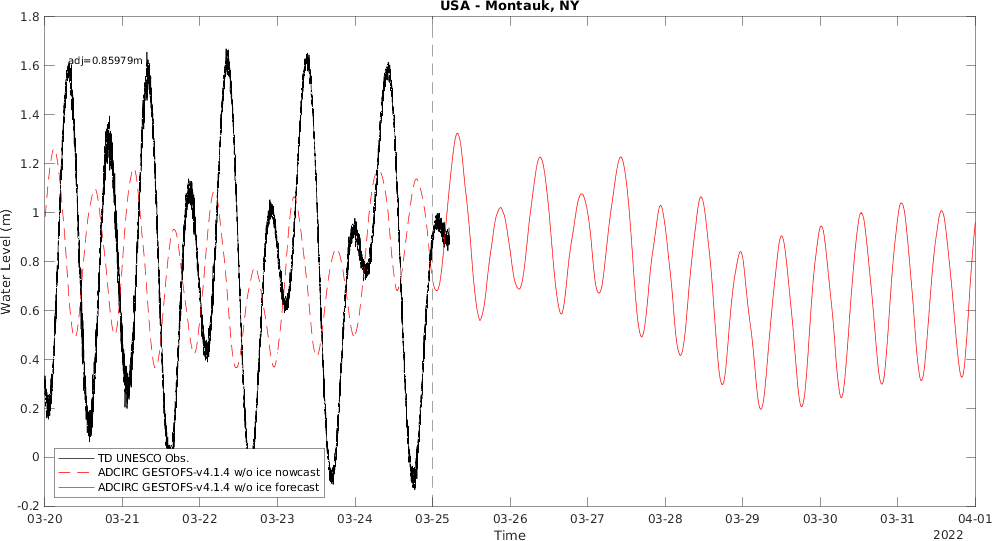 USA - Montauk, NY
1.8
1.6
1.4
1.2
1
0.8
0.6
0.4
0.2
0
-0.2
Water Level (m)
adj=0.85979m
TD UNESCO Obs.
ADCIRC GESTOFS-v4.1.4 w/o ice nowcast
ADCIRC GESTOFS-v4.1.4 w/o ice forecast
03-20 03-21 03-22 03-23 03-24 03-25 03-26 03-27 03-28 03-29 03-30 03-31 04-01
Time
2022